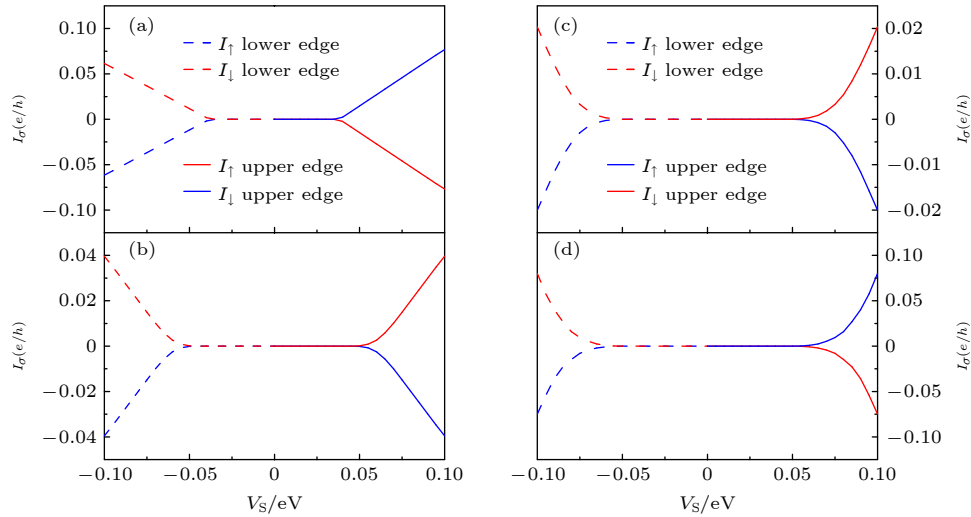 (a)
I↑ lower edge
I↓ lower edge
I↑ upper edge
I↓ upper edge
0.10
0.05
0
−0.05
−0.10
Iσ(e/h)
(c)
I↑ lower edge
I↓ lower edge
I↑ upper edge
I↓ upper edge
0.02
0.01
0
−0.01
−0.02
Iσ(e/h)
(b)
0.04
0.02
0
−0.02
−0.04
Iσ(e/h)
−0.10
−0.05
0
0.05
0.10
VS/eV
(d)
0.10
0.05
0
−0.05
−0.10
Iσ(e/h)
−0.10
−0.05
0
0.05
0.10
VS/eV